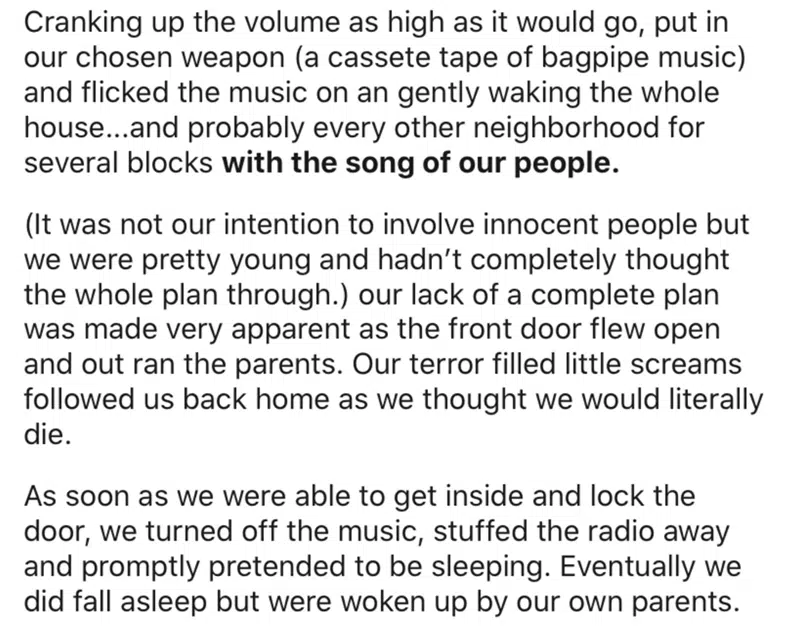 Cranking up the volume as high as it would go, put in
our chosen weapon (a cassete tape of bagpipe music)
and flicked the music on an gently waking the whole
house...and probably every other neighborhood for
several blocks with the song of our people.
(It was not our intention to involve innocent people but
we were pretty young and hadn't completely thought
the whole plan through.) our lack of a complete plan
was made very apparent as the front door flew open
and out ran the parents. Our terror filled little screams
followed us back home as we thought we would literally
die.
As soon as we were able to get inside and lock the
door, we turned off the music, stuffed the radio away
and promptly pretended to be sleeping. Eventually we
did fall asleep but were woken up by our own parents.